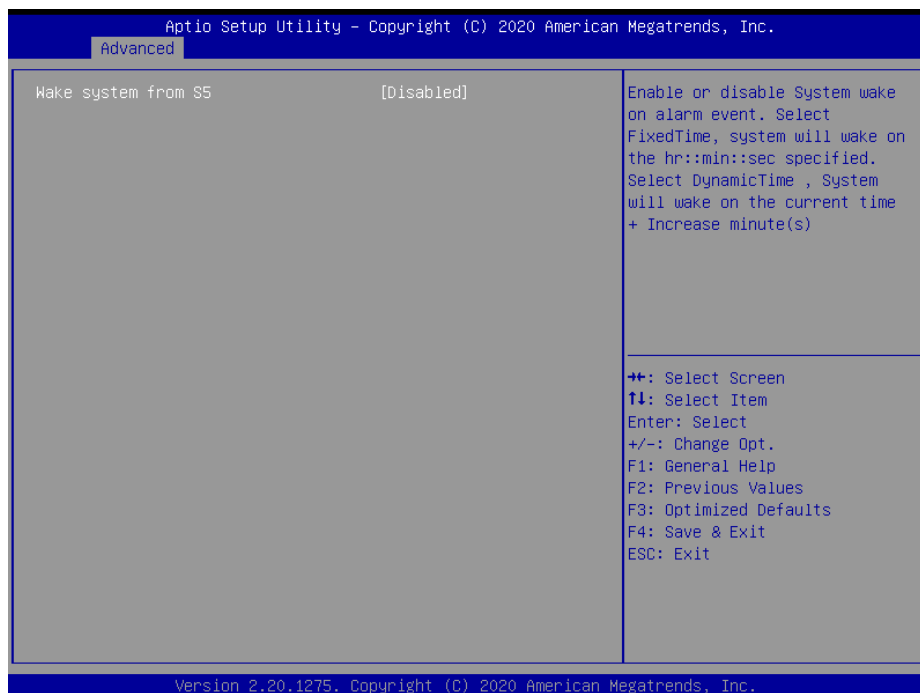 Aptio Setup Utility – Copyright (C) 2020 American Megatrends, Inc.
Advanced
Wake system from S5 [Disabled]
Enable or disable System wake
on alarm event. Select
FixedTime, system will wake on
the hr::min::sec specified.
Select DynamicTime , System
will wake on the current time
+ Increase minute(s)
→←: Select Screen
↑↓: Select Item
Enter: Select
+/-: Change Opt.
F1: General Help
F2: Previous Values
F3: Optimized Defaults
F4: Save & Exit
ESC: Exit
Version 2.20.1275. Copyright (C) 2020 American Megatrends, Inc.